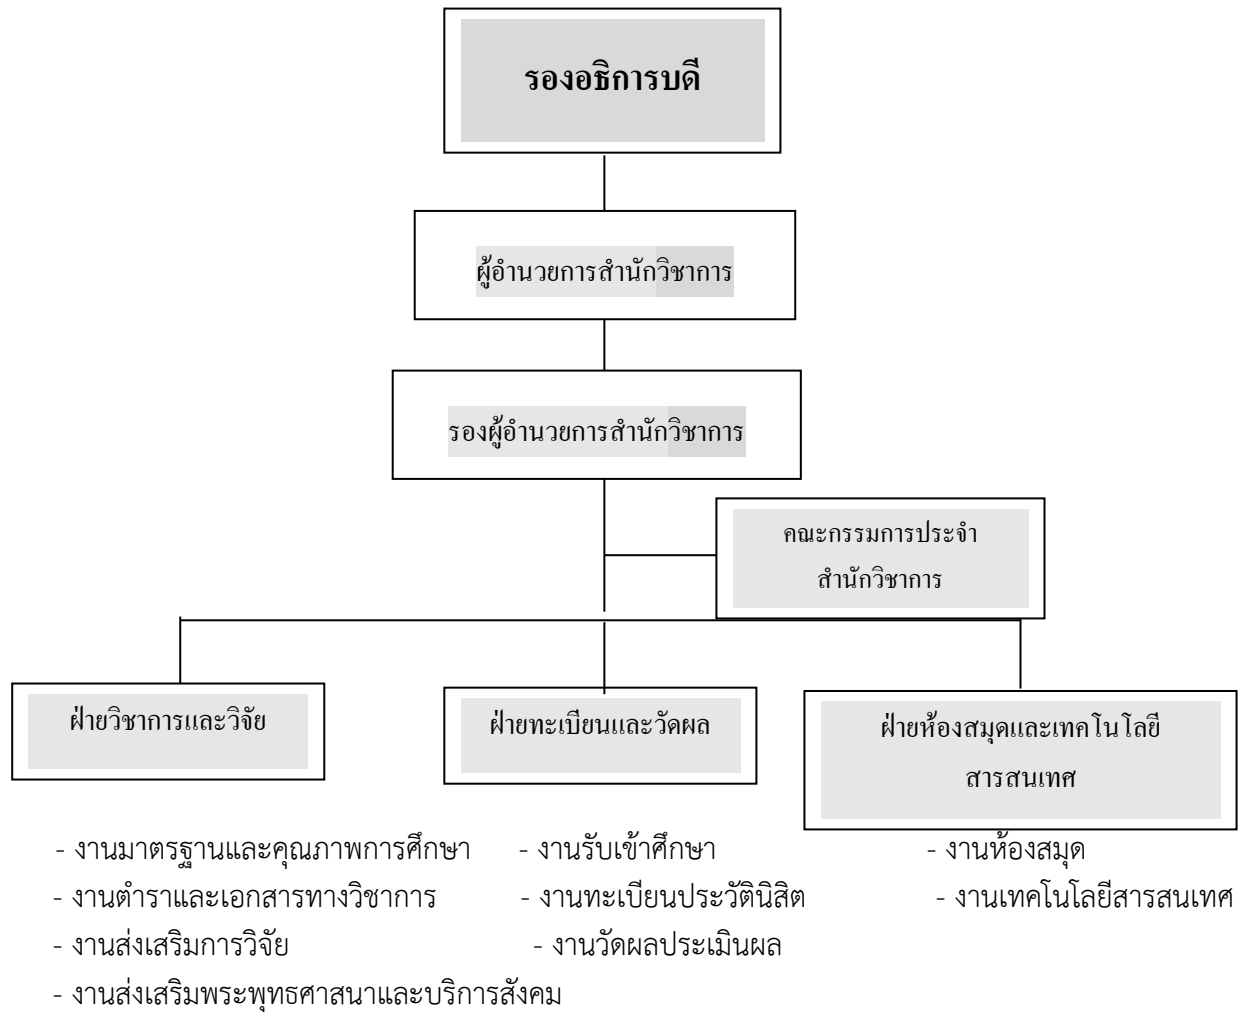 รองอธิการบดี
ผู้อำนวยการสำนักวิชาการ
รองผู้อำนวยการสำนักวิชาการ
คณะกรรมการประจำ
สำนักวิชาการ
ฝ่ายวิชาการและวิจัย
ฝ่ายทะเบียนและวัดผล
ฝ่ายห้องสมุดและเทคโนโลยี
สารสนเทศ
- งานมาตรฐานและคุณภาพการศึกษา - งานรับเข้าศึกษา - งานห้องสมุด
- งานตำราและเอกสารทางวิชาการ - งานทะเบียนประวัตินิสิต - งานเทคโนโลยีสารสนเทศ
- งานส่งเสริมการวิจัย - งานวัดผลประเมินผล
- งานส่งเสริมพระพุทธศาสนาและบริการสังคม